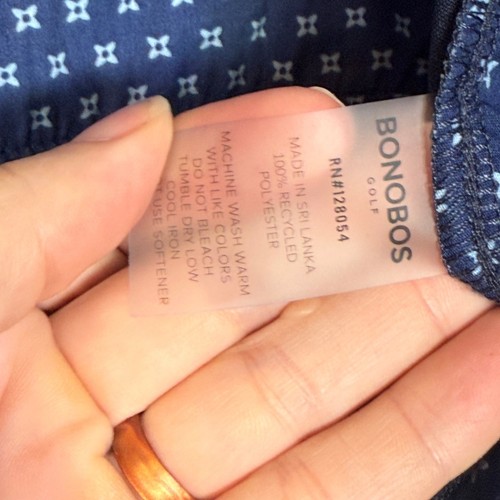 BONOBOS
GOLF
RN#128054
MADE IN SRI LANKA
100% RECYCLED
POLYESTER
MACHINE WASH WARM
WITH LIKE COLORS
DO NOT BLEACH
TUMBLE DRY LOW
COOL IRON
USE SOFTENER